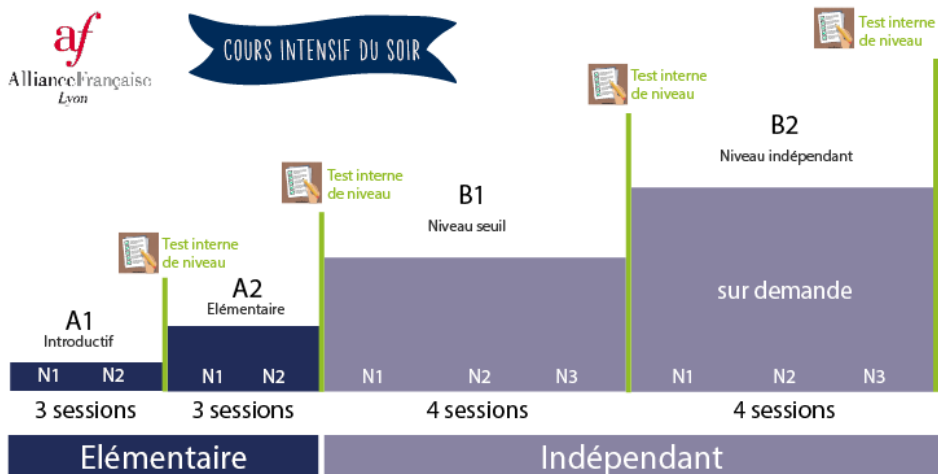 af
AllianceFrançaise
Lyon
COURS INTENSIF DU SOIR
Test interne
de niveau
Test interne
de niveau
B2
Niveau indépendant
Test interne
de niveau
B1
Niveau seuil
Test interne
de niveau
A2
Elémentaire
A1
Introductif
sur demande
N1 N2 N1 N2 N1 N2 N3 N1 N2 N3
3 sessions 3 sessions 4 sessions 4 sessions
Elémentaire Indépendant